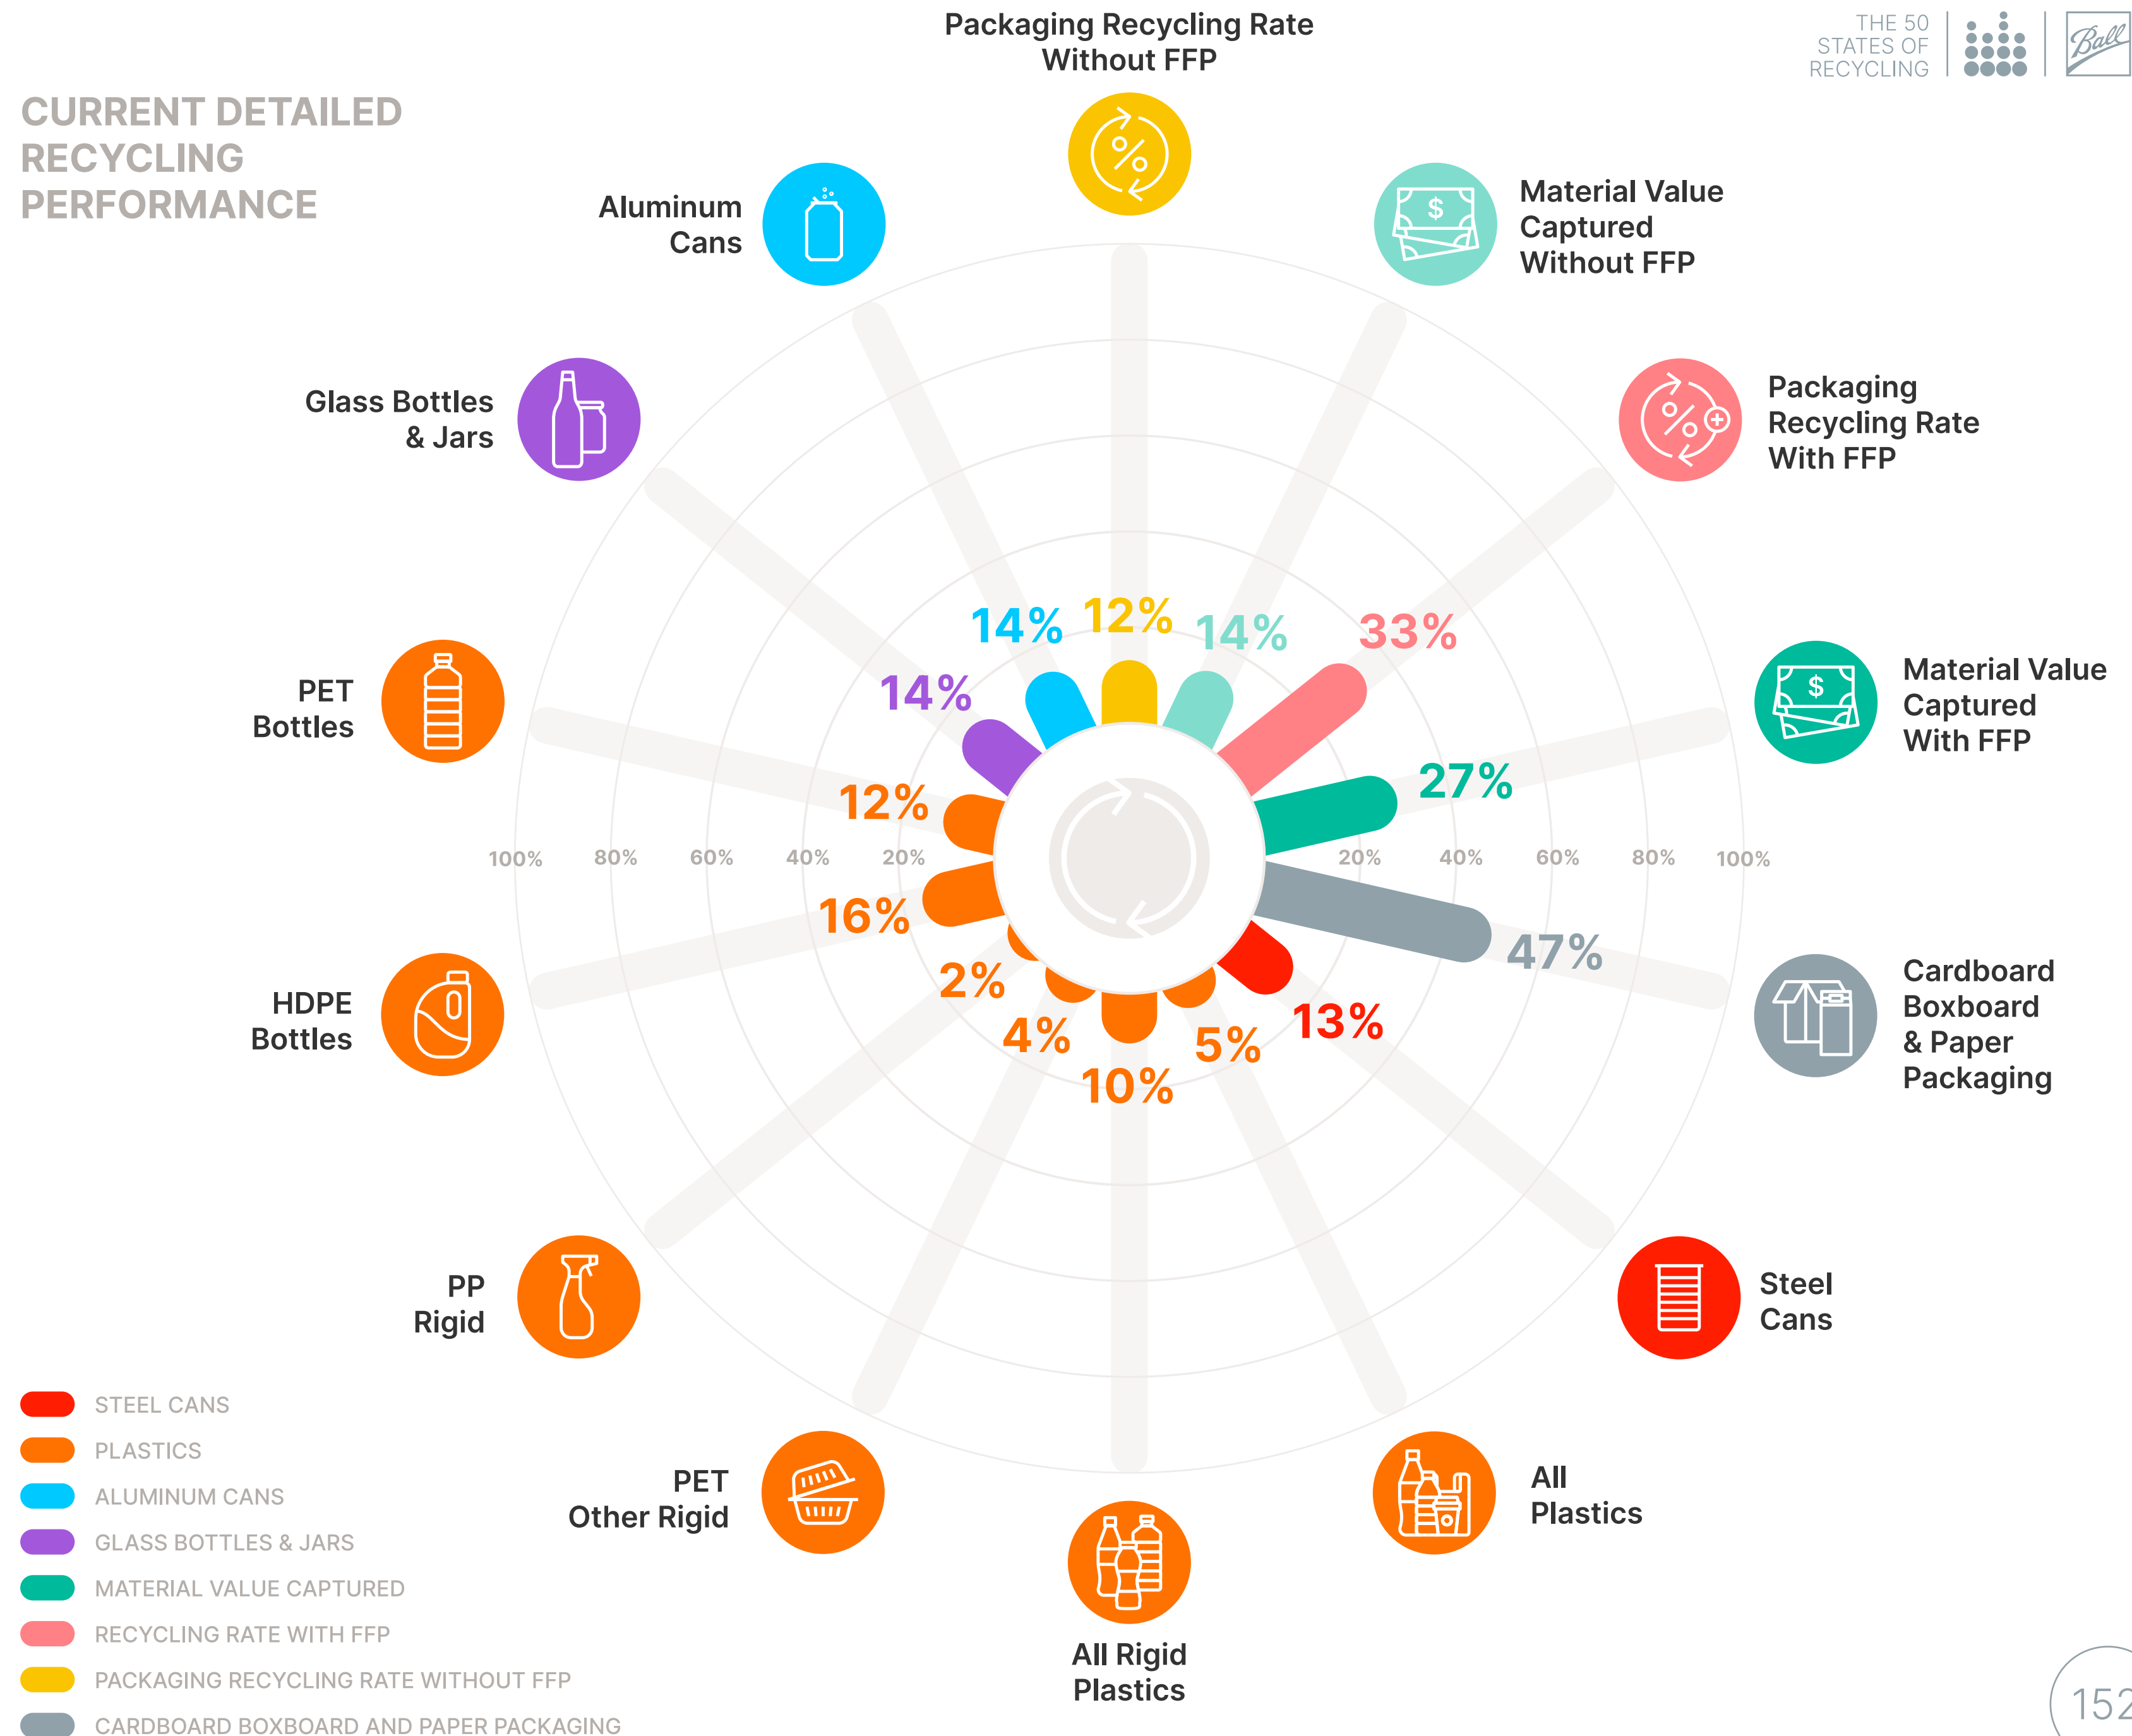 Packaging Recycling Rate
Without FFP
THE 50
STATES OF
RECYCLING
Ball
CURRENT DETAILED
RECYCLING
PERFORMANCE
Aluminum
Cans
Material Value
Captured
Without FFP
$
Glass Bottles
& Jars
Packaging
Recycling Rate
With FFP
14%
12%
14%
33%
14%
PET
Bottles
Material Value
Captured
With FFP
$
12%
27%
100%
80%
60%
40%
20%
20%
40%
60%
80%
100%
16%
47%
HDPE
Bottles
Cardboard
Boxboard
& Paper
Packaging
2%
4%
10%
5%
13%
PP
Rigid
Steel
Cans
PET
Other Rigid
All
Plastics
All Rigid
Plastics
STEEL CANS
PLASTICS
ALUMINUM CANS
GLASS BOTTLES & JARS
MATERIAL VALUE CAPTURED
RECYCLING RATE WITH FFP
PACKAGING RECYCLING RATE WITHOUT FFP
CARDBOARD BOXBOARD AND PAPER PACKAGING
152